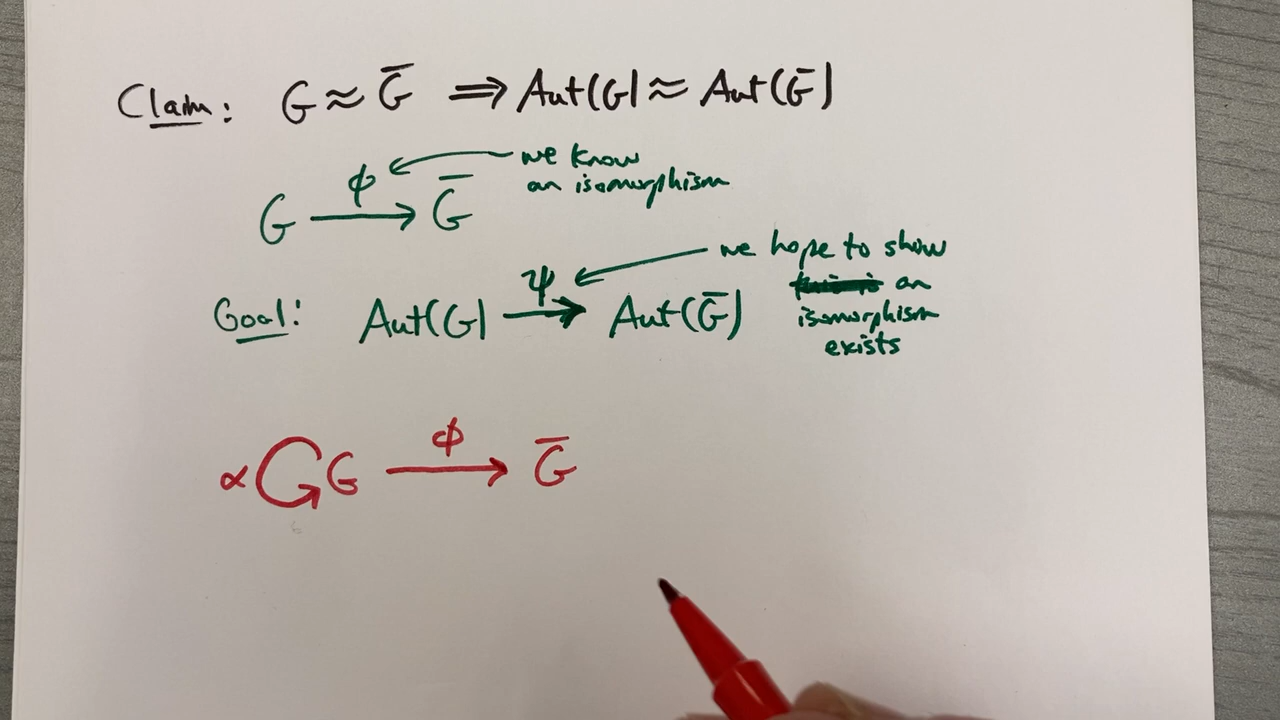 Claim: G ≈ Ḡ ⟹ Aut(G) ≈ Aut(Ḡ)
we know
an isomorphism
G —ϕ→ Ḡ
we hope to show
an
Goal: Aut(G) —ψ→ Aut(Ḡ)
isomorphism
exists
α G —ϕ→ Ḡ